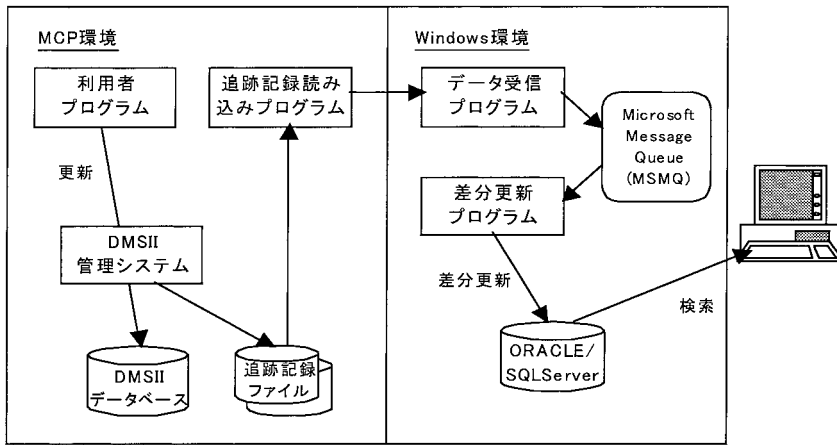 MCP環境
利用者
プログラム
追跡記録読み
込みプログラム
更新
DMSII
管理システム
DMSII
データベース
追跡記録
ファイル
Windows環境
データ受信
プログラム
Microsoft
Message
Queue
(MSMQ)
差分更新
プログラム
差分更新
ORACLE/
SQLServer
検索